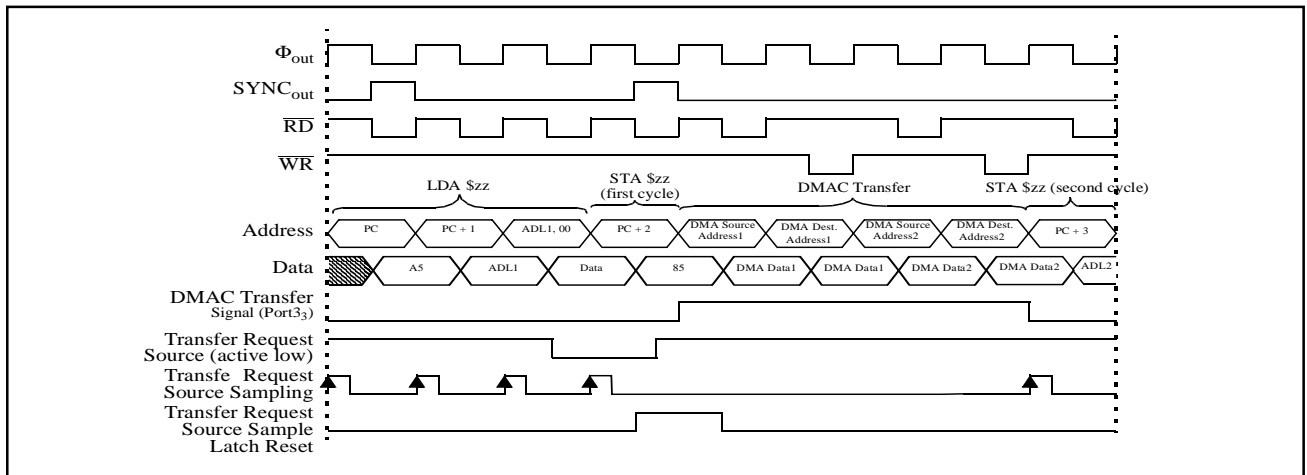 Φout
SYNCout
RD
WR
LDA $zz
STA $zz
(first cycle)
DMAC Transfer
STA $zz (second cycle)
Address
PC
PC + 1
ADL1, 00
PC + 2
DMA Source
Address1
DMA Dest.
Address1
DMA Source
Address2
DMA Dest.
Address2
PC + 3
Data
A5
ADL1
Data
85
DMA Data1
DMA Data1
DMA Data2
DMA Data2
ADL2
DMAC Transfer
Signal (Port33)
Transfer Request
Source (active low)
Transfe Request
Source Sampling
Transfer Request
Source Sample
Latch Reset